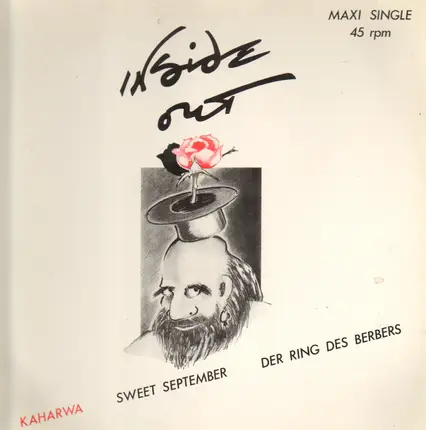 MAXI SINGLE
45 rpm
inside
out
KAHARWA
SWEET SEPTEMBER
DER RING DES BERBERS